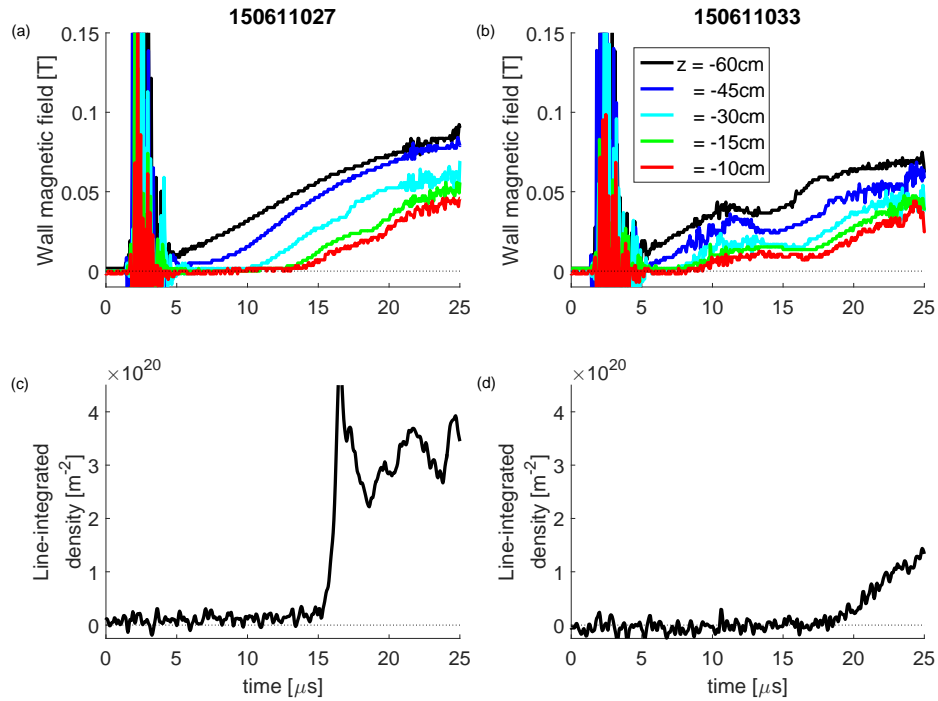 150611027
150611033
(a)
(b)
0.15
0.1
0.05
0
Wall magnetic field [T]
0 5 10 15 20 25
0.15
0.1
0.05
0
Wall magnetic field [T]
0 5 10 15 20 25
z = -60cm
= -45cm
= -30cm
= -15cm
= -10cm
(c)
(d)
×10^20
4
3
2
1
0
Line-integrated
density [m^-2]
0 5 10 15 20 25
time [μs]
×10^20
4
3
2
1
0
Line-integrated
density [m^-2]
0 5 10 15 20 25
time [μs]